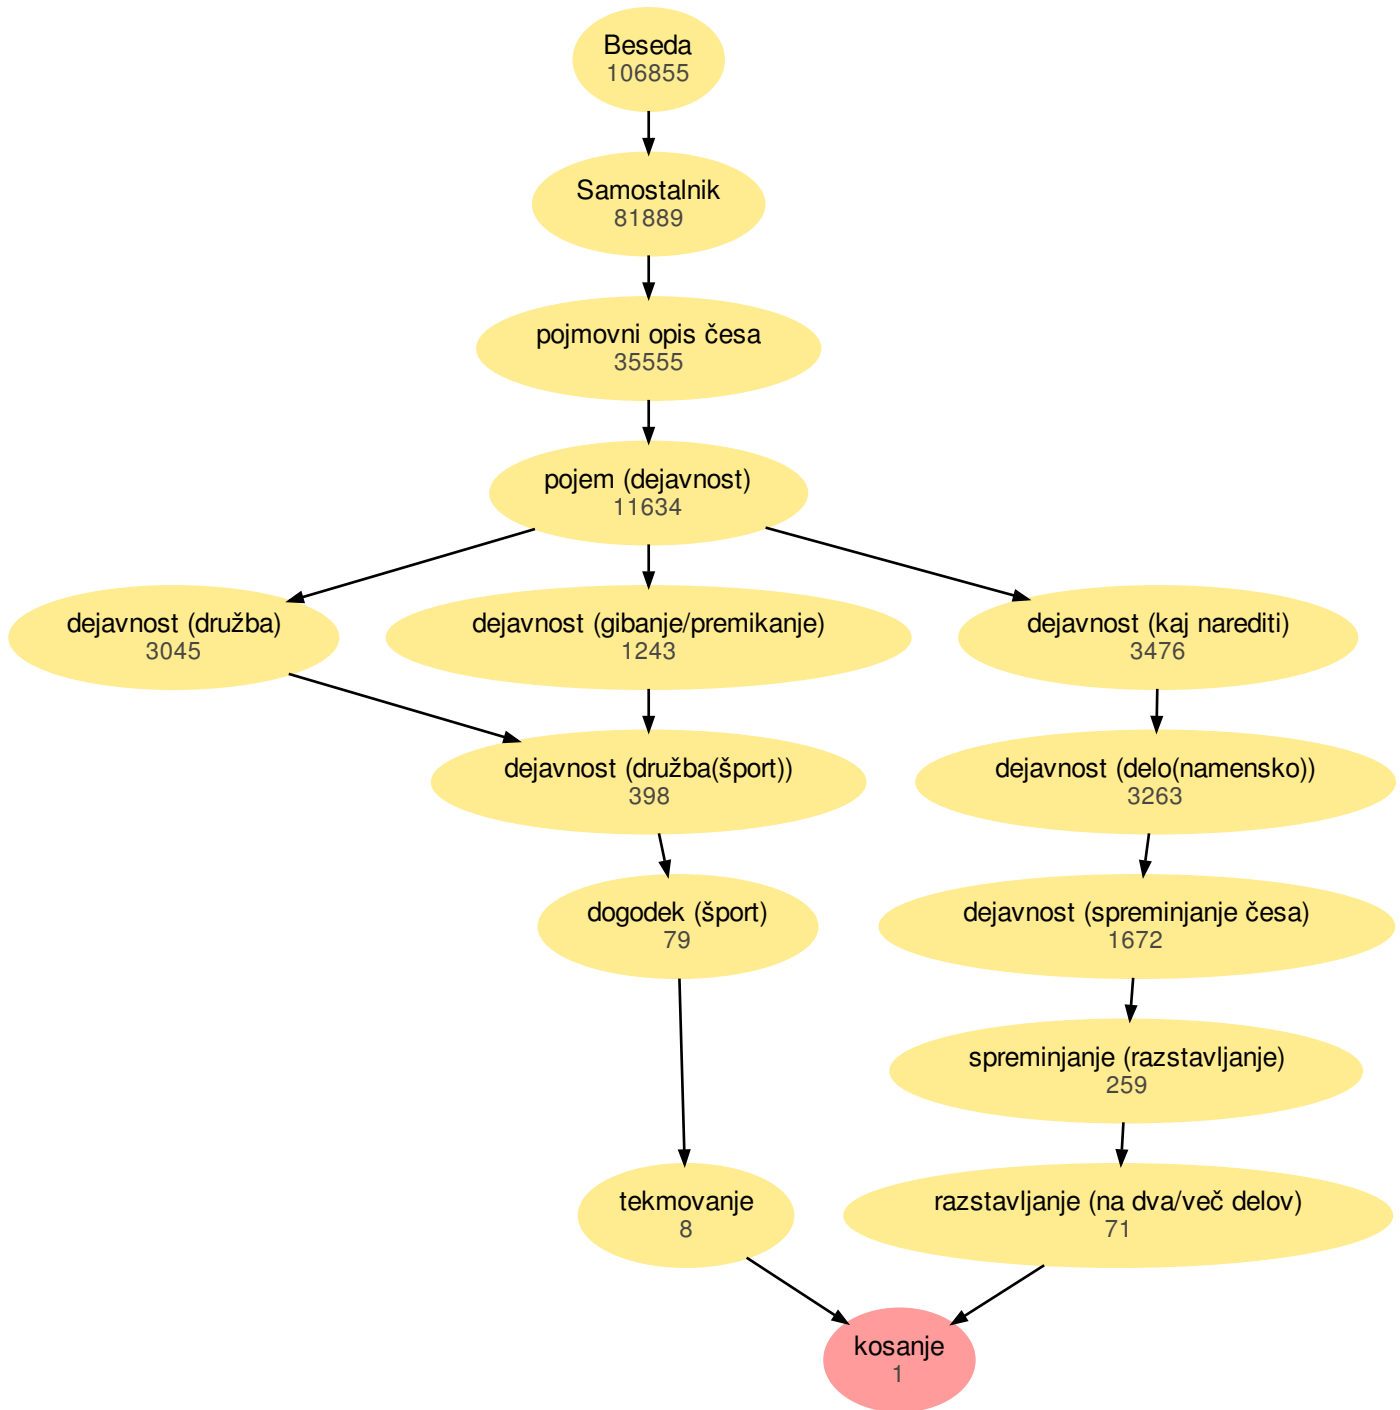 Beseda
106855
Samostalnik
81889
pojmovni opis česa
35555
pojem (dejavnost)
11634
dejavnost (družba)
3045
dejavnost (gibanje/premikanje)
1243
dejavnost (kaj narediti)
3476
dejavnost (družba(šport))
398
dejavnost (delo(namensko))
3263
dogodek (šport)
79
dejavnost (spreminjanje česa)
1672
spreminjanje (razstavljanje)
259
tekmovanje
8
razstavljanje (na dva/več delov)
71
kosanje
1